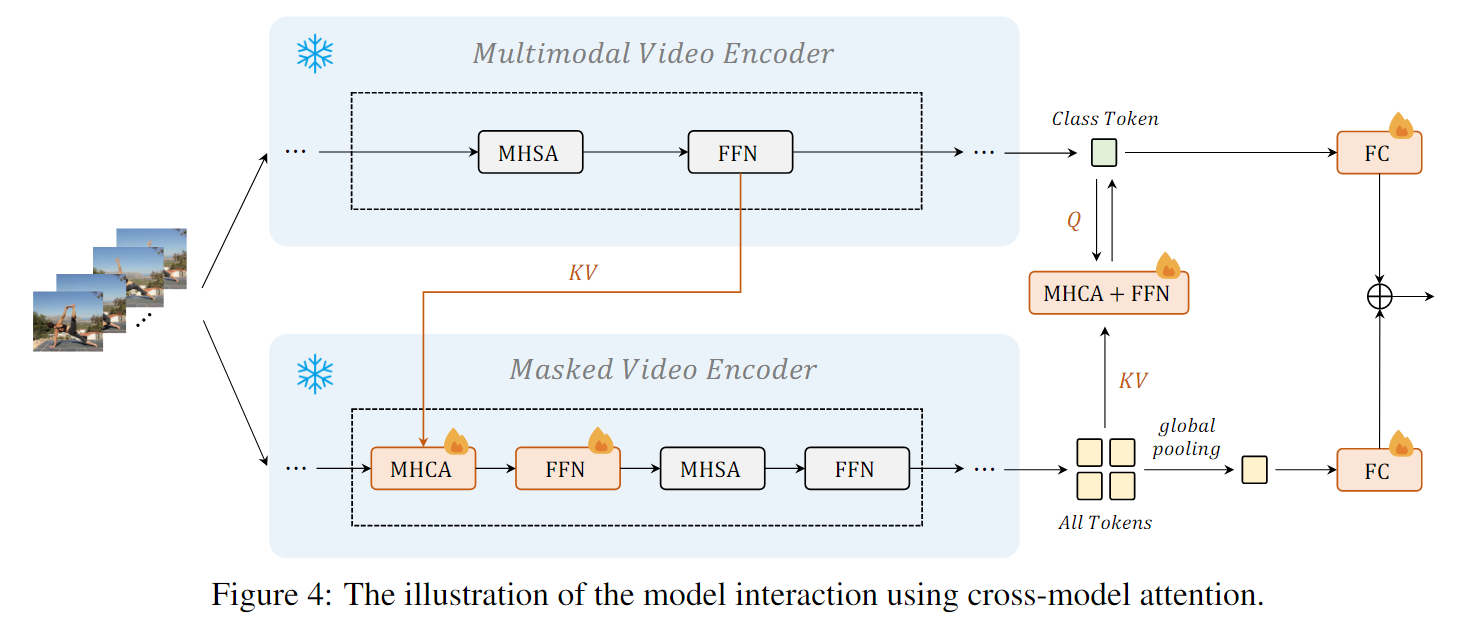 Multimodal Video Encoder
... MHSA FFN ...
Class Token
FC
Q
KV
MHCA + FFN
Masked Video Encoder
KV
global
pooling
... MHCA FFN MHSA FFN ...
FC
All Tokens
Figure 4: The illustration of the model interaction using cross-model attention.